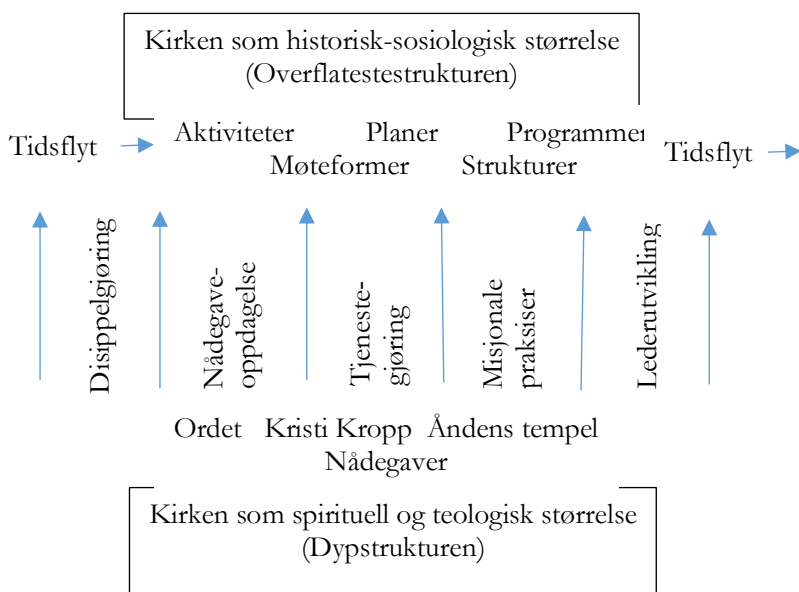 Kirken som historisk-sosiologisk størrelse
(Overflatestestrukturen)
Tidsflyt
Aktiviteter
Planer
Programmer
Tidsflyt
Møteformer
Strukturer
Disippelgjøring
Nådegave-
oppdagelse
Tjeneste-
gjøring
Misjonale
praksiser
Lederutvikling
Ordet Kristi Kropp Åndens tempel
Nådegaver
Kirken som spirituell og teologisk størrelse
(Dypstrukturen)